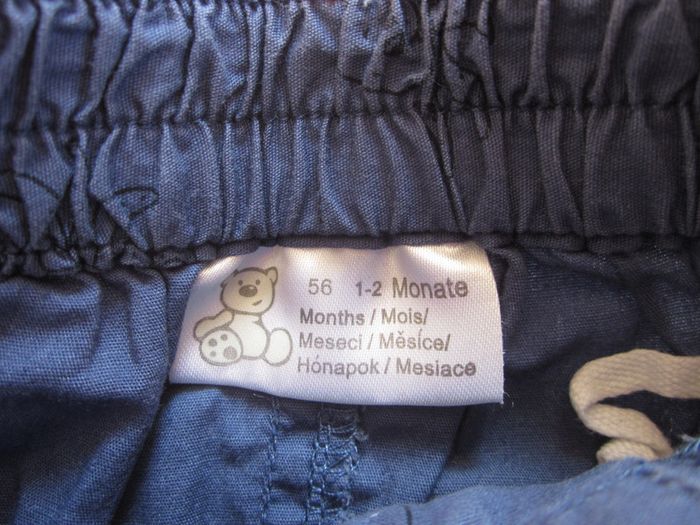 56 1-2 Monate
Months / Mois/
Meseci / Měsíce/
Hónapok / Mesiace